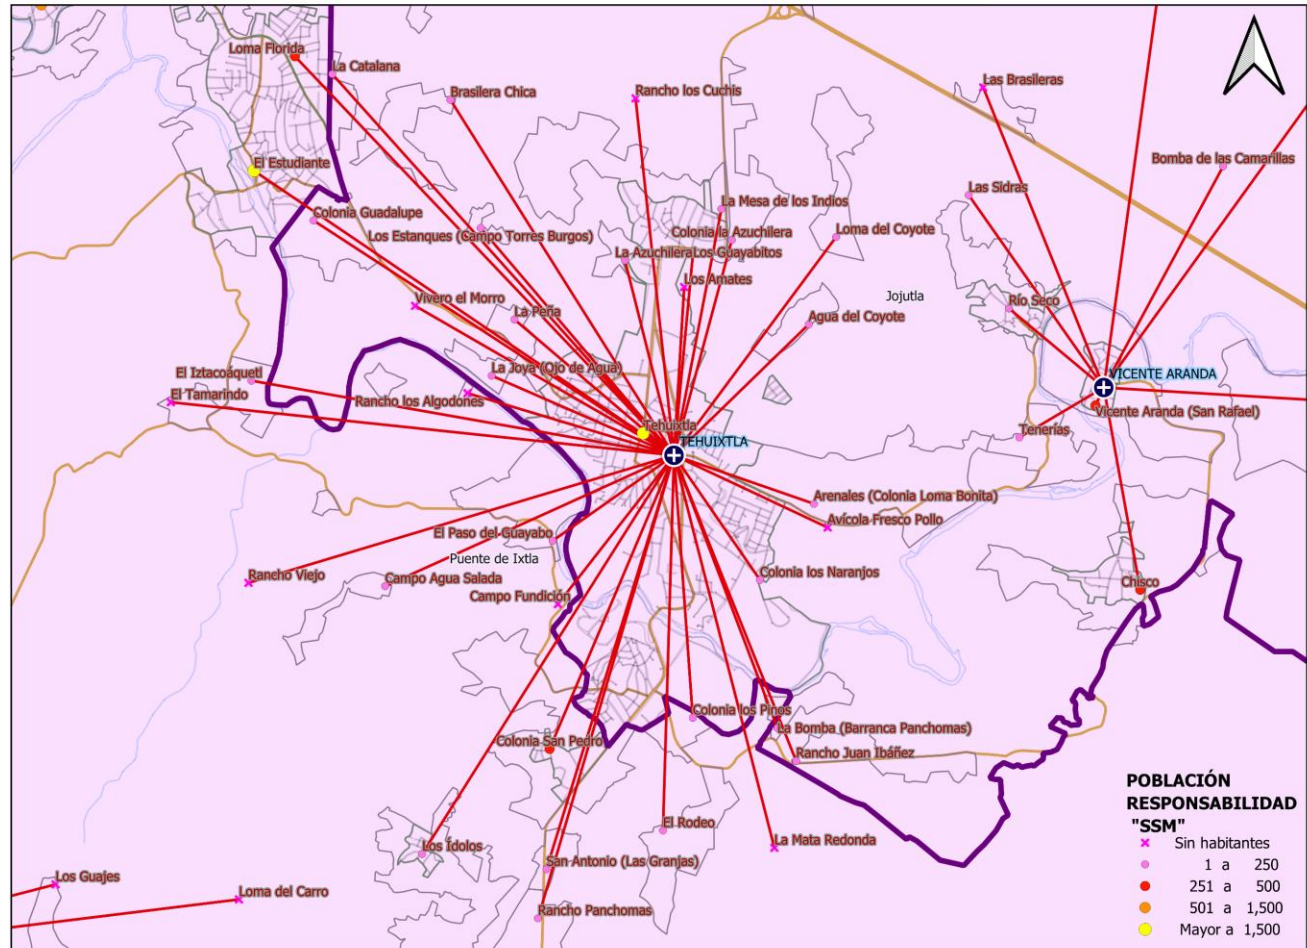 Loma Florida
La Catalana
Brasilera Chica
Rancho los Cuchis
Las Brasileras
Bomba de las Camarillas
El Estudiante
Las Sidras
Colonia Guadalupe
La Mesa de los Indios
Los Estanques (Campo Torres Burgos)
Colonia la Azuchilera
Loma del Coyote
La Azuchilera
Los Guayabitos
Los Amates
Jojutla
Vivero el Morro
La Peña
Agua del Coyote
Río Seco
El Iztacoáquetl
La Joya (Ojo de Agua)
VICENTE ARANDA
El Tamarindo
Rancho los Algodones
Vicente Aranda (San Rafael)
Tehuixtla
TEHUIXTLA
Tenerías
Arenales (Colonia Loma Bonita)
Avícola Fresco Pollo
El Paso del Guayabo
Puente de Ixtla
Rancho Viejo
Campo Agua Salada
Colonia los Naranjos
Chisco
Campo Fundición
Colonia los Pinos
La Bomba (Barranca Panchomas)
Colonia San Pedro
Rancho Juan Ibáñez
El Rodeo
La Mata Redonda
Los Ídolos
San Antonio (Las Granjas)
Los Guajes
Loma del Carro
Rancho Panchomas
POBLACIÓN
RESPONSABILIDAD
"SSM"
Sin habitantes
1 a 250
251 a 500
501 a 1,500
Mayor a 1,500